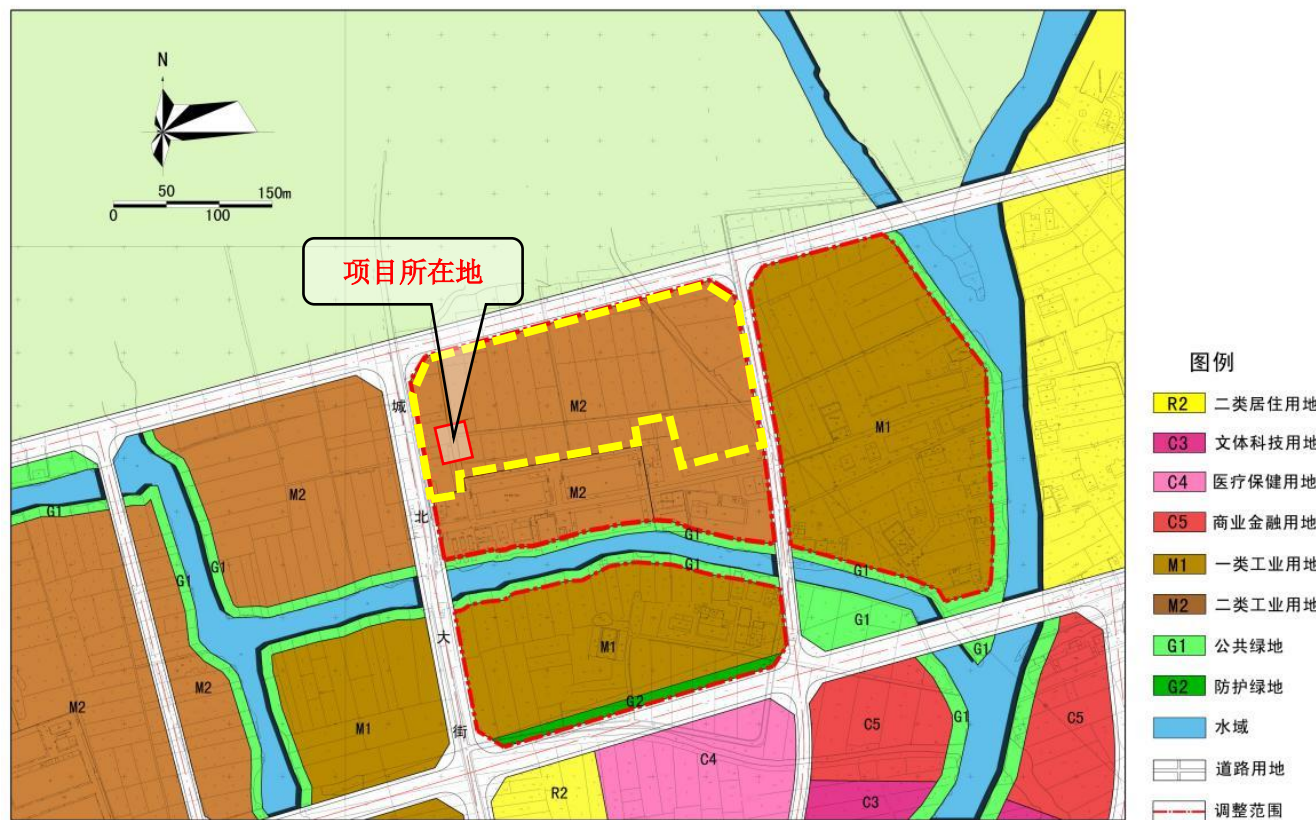 N
50
150m
0
100
项目所在地
城
北
大
街
M2
M1
M2
M2
G1
G1
G1
G1
G1
G1
G1
M2
M2
M1
M1
G2
G1
G1
G1
C5
C5
C4
C3
R2
图例
R2 二类居住用地
C3 文体科技用地
C4 医疗保健用地
C5 商业金融用地
M1 一类工业用地
M2 二类工业用地
G1 公共绿地
G2 防护绿地
水域
道路用地
调整范围